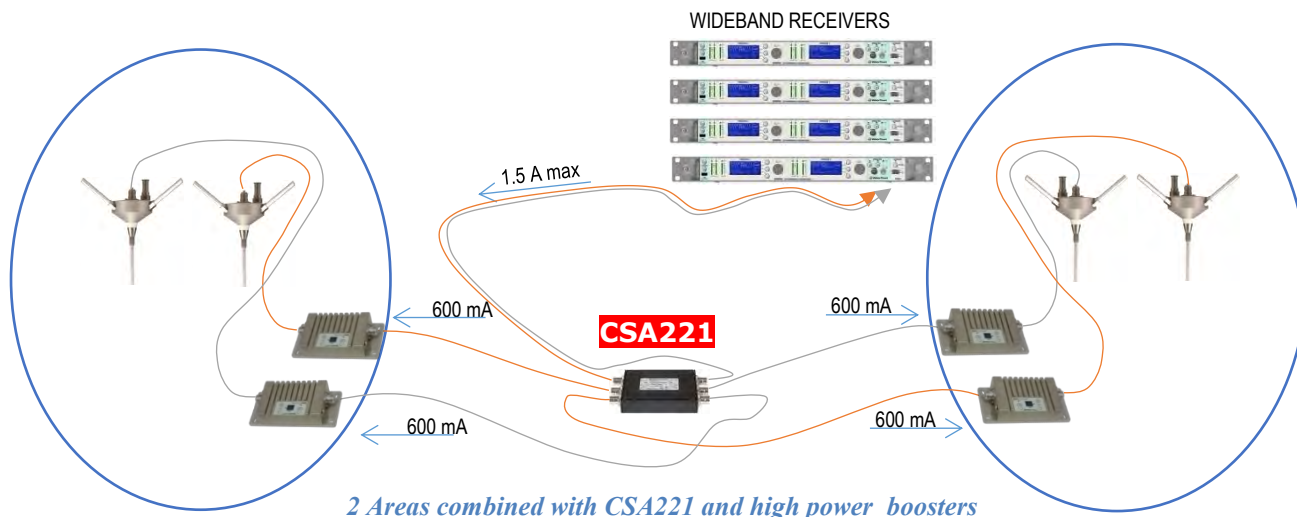 WIDEBAND RECEIVERS
1.5 A max
600 mA
600 mA
CSA221
600 mA
600 mA
2 Areas combined with CSA221 and high power boosters